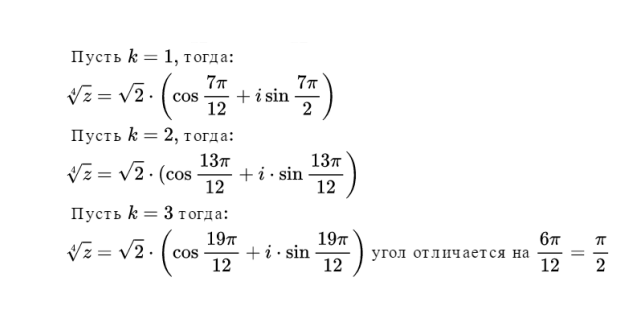 Пусть k = 1, тогда:
∜z = √2 · (cos 7π/12 + i sin 7π/2)
Пусть k = 2, тогда:
∜z = √2 · (cos 13π/12 + i · sin 13π/12)
Пусть k = 3 тогда:
∜z = √2 · (cos 19π/12 + i · sin 19π/12) угол отличается на 6π/12 = π/2